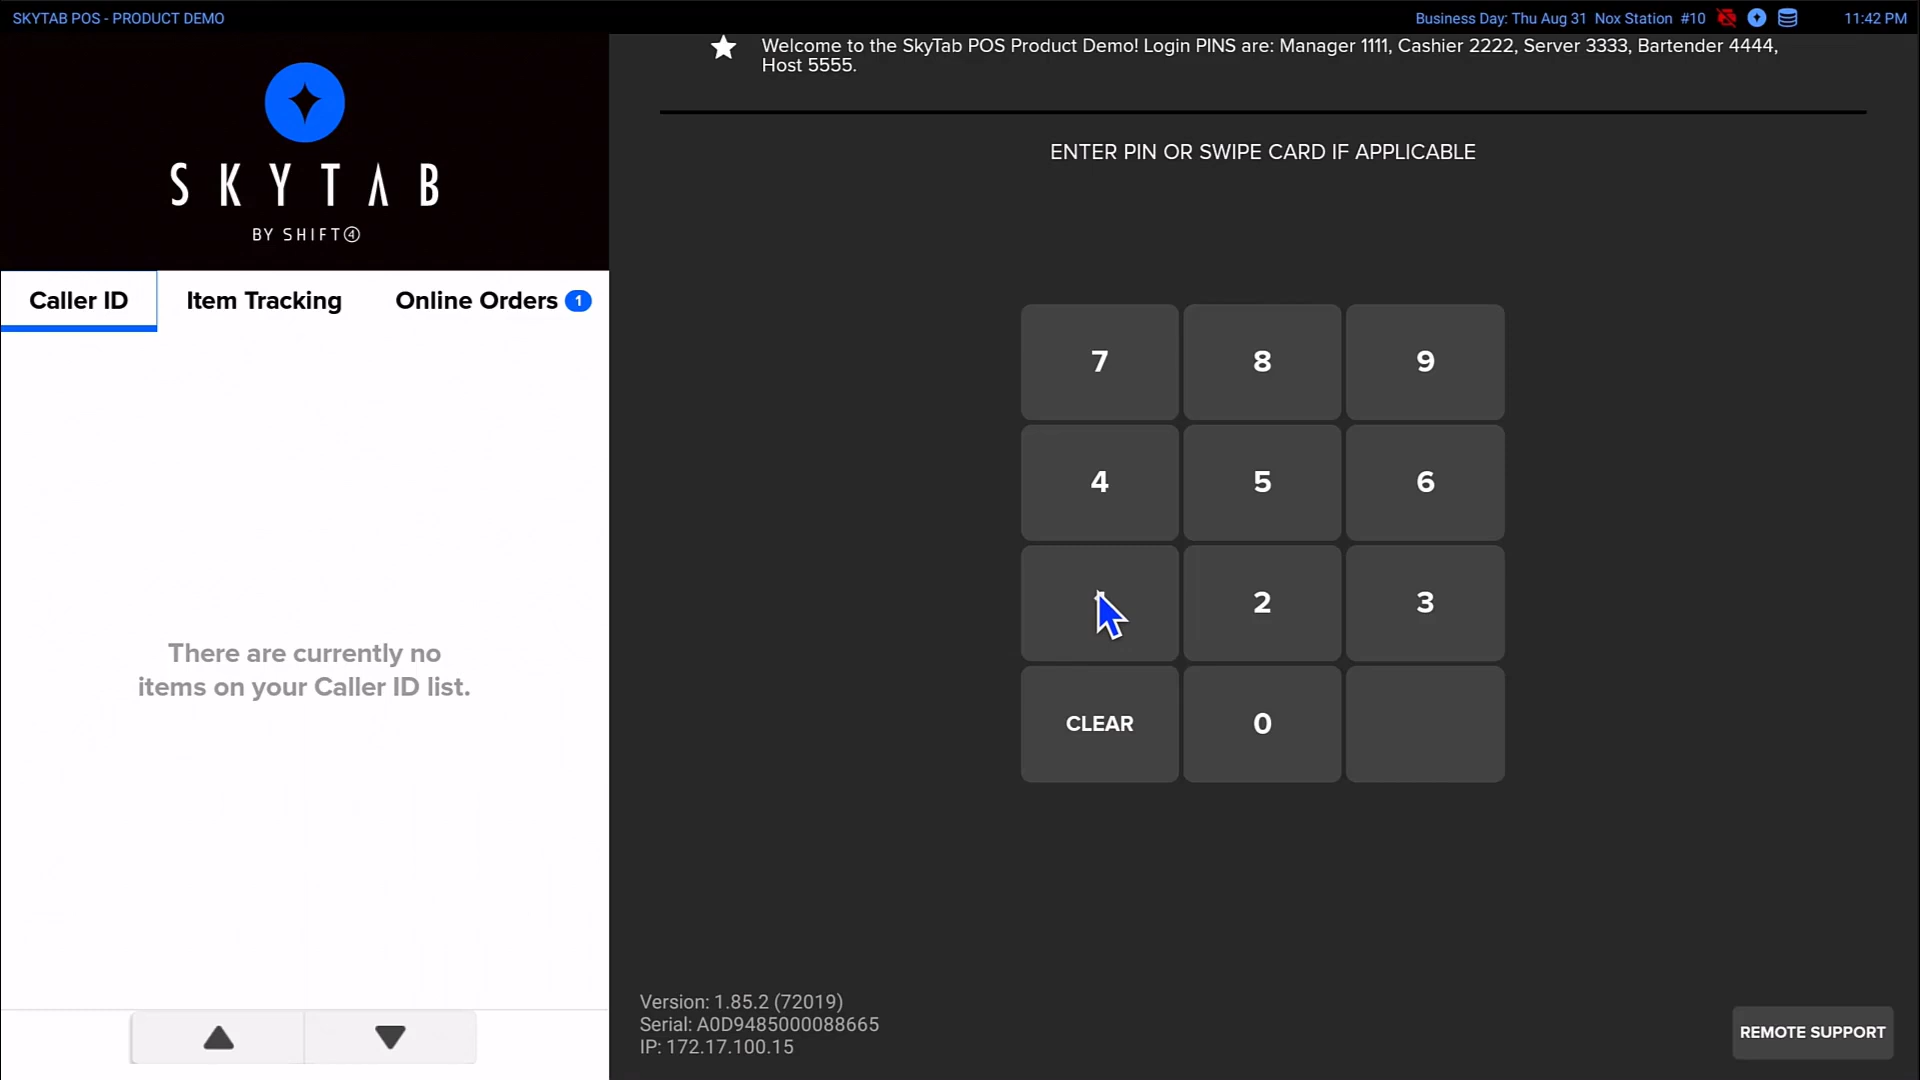 SKYTAB POS - PRODUCT DEMO
Business Day: Thu Aug 31 Nox Station #10
11:42 PM
SKYTAB
BY SHIFT4
Caller ID
Item Tracking
Online Orders 1
There are currently no
items on your Caller ID list.
Welcome to the SkyTab POS Product Demo! Login PINS are: Manager 1111, Cashier 2222, Server 3333, Bartender 4444,
Host 5555.
ENTER PIN OR SWIPE CARD IF APPLICABLE
7 8 9
4 5 6
2 3
CLEAR 0
Version: 1.85.2 (72019)
Serial: A0D9485000088665
IP: 172.17.100.15
REMOTE SUPPORT